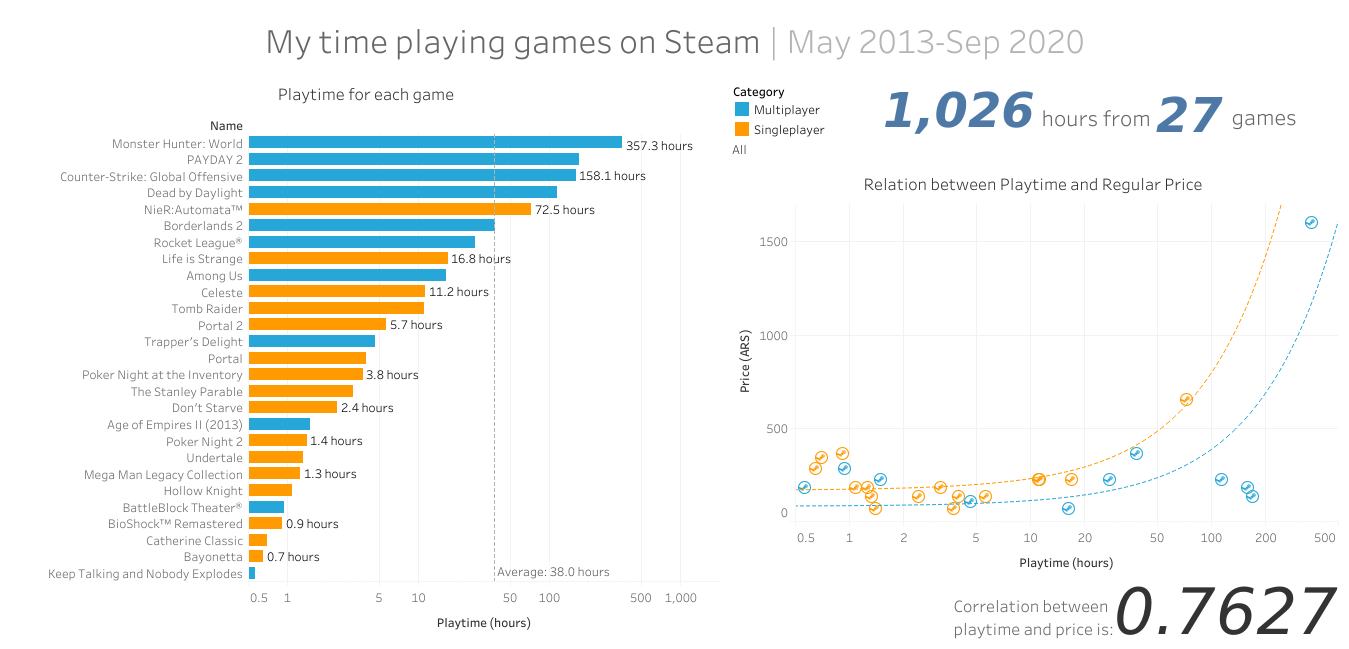 My time playing games on Steam | May 2013-Sep 2020
Playtime for each game
Name
Monster Hunter: World
357.3 hours
PAYDAY 2
Counter-Strike: Global Offensive
158.1 hours
Dead by Daylight
NieR:Automata™
72.5 hours
Borderlands 2
Rocket League®
Life is Strange
16.8 hours
Among Us
Celeste
11.2 hours
Tomb Raider
Portal 2
5.7 hours
Trapper's Delight
Portal
Poker Night at the Inventory
3.8 hours
The Stanley Parable
Don't Starve
2.4 hours
Age of Empires II (2013)
Poker Night 2
1.4 hours
Undertale
Mega Man Legacy Collection
1.3 hours
Hollow Knight
BattleBlock Theater®
BioShock™ Remastered
0.9 hours
Catherine Classic
Bayonetta
0.7 hours
Keep Talking and Nobody Explodes
Average: 38.0 hours
0.5 1 5 10 50 100 500 1,000
Playtime (hours)
Category
Multiplayer
Singleplayer
All
1,026 hours from 27 games
Relation between Playtime and Regular Price
Price (ARS)
1500
1000
500
0
0.5 1 2 5 10 20 50 100 200 500
Playtime (hours)
Correlation between
playtime and price is:
0.7627